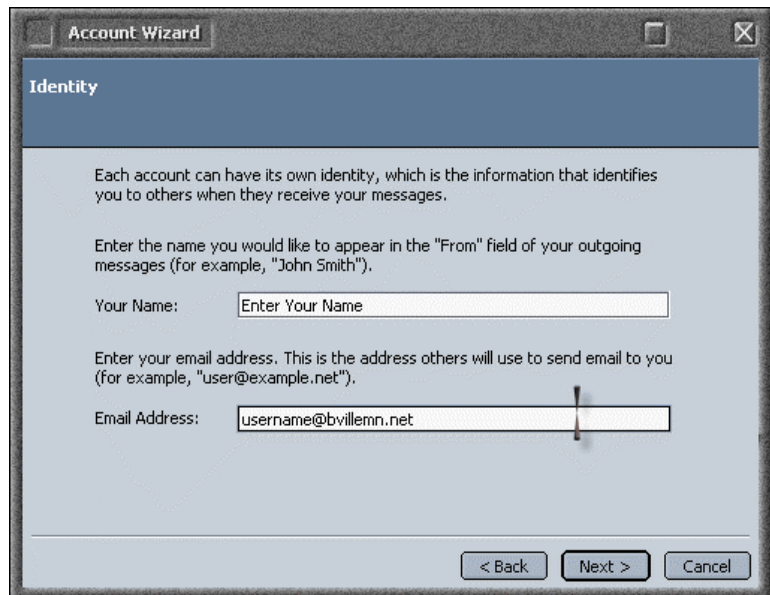 Account Wizard
Identity
Each account can have its own identity, which is the information that identifies
you to others when they receive your messages.
Enter the name you would like to appear in the "From" field of your outgoing
messages (for example, "John Smith").
Your Name: Enter Your Name
Enter your email address. This is the address others will use to send email to you
(for example, "user@example.net").
Email Address: username@bvillemn.net
< Back Next > Cancel